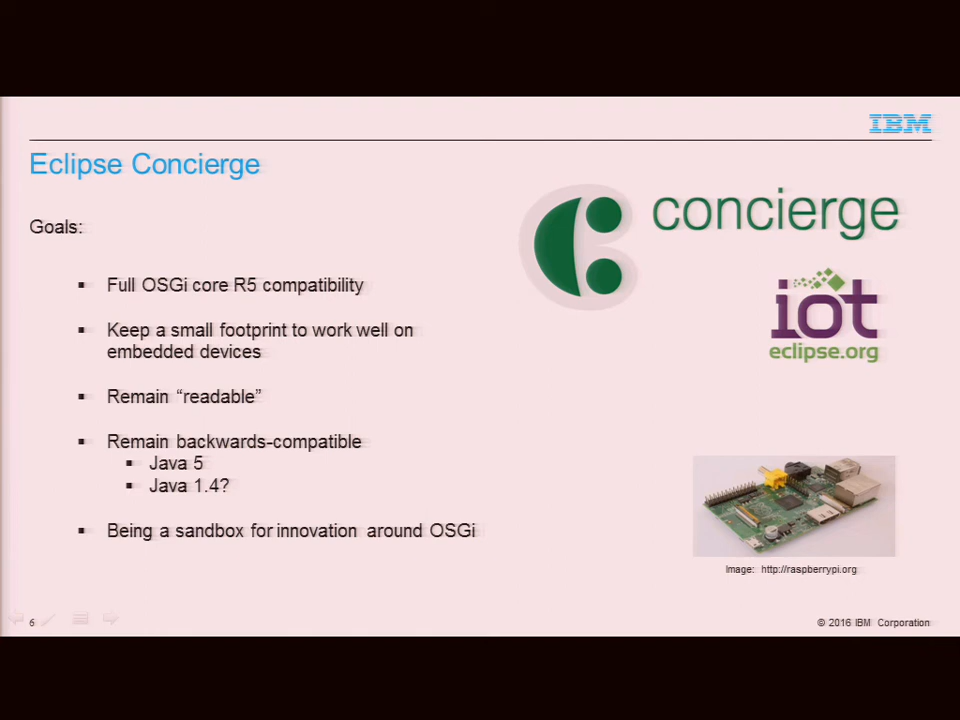 IBM
Eclipse Concierge
concierge
Goals:
iot
eclipse.org
▪ Full OSGi core R5 compatibility
▪ Keep a small footprint to work well on
embedded devices
▪ Remain “readable”
▪ Remain backwards-compatible
▪ Java 5
▪ Java 1.4?
▪ Being a sandbox for innovation around OSGi
Image: http://raspberrypi.org
6
© 2016 IBM Corporation